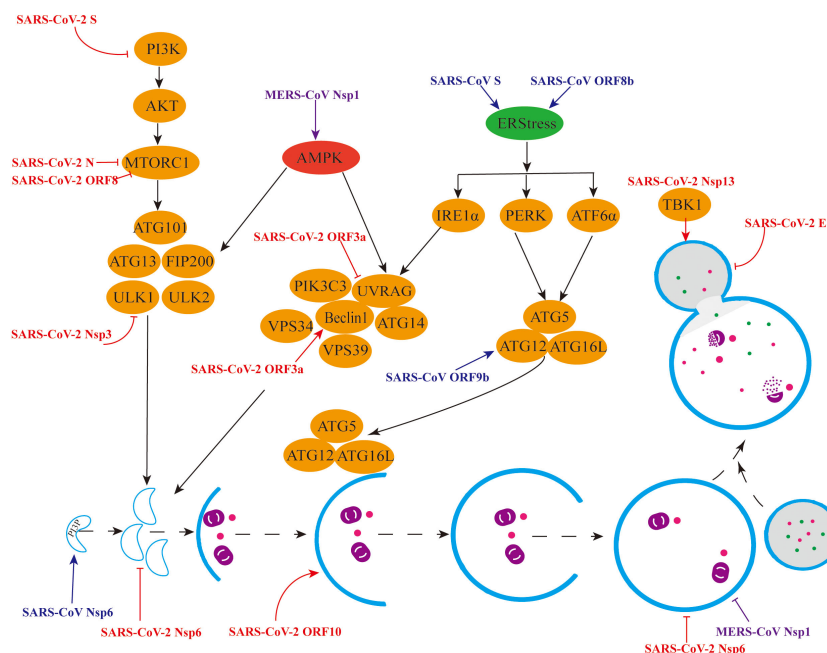 SARS-CoV-2 S
PI3K
AKT
SARS-CoV-2 N
MTORC1
SARS-CoV-2 ORF8
ATG101
ATG13
FIP200
ULK1
ULK2
SARS-CoV-2 Nsp3
MERS-CoV Nsp1
AMPK
SARS-CoV S
SARS-CoV ORF8b
ERStress
IRE1α
PERK
ATF6α
SARS-CoV-2 ORF3a
PIK3C3
UVRAG
Beclin1
ATG14
VPS34
VPS39
SARS-CoV-2 ORF3a
ATG5
ATG12
ATG16L
SARS-CoV ORF9b
SARS-CoV-2 Nsp13
TBK1
SARS-CoV-2 E
ATG5
ATG12
ATG16L
PI3P
SARS-CoV Nsp6
SARS-CoV-2 Nsp6
SARS-CoV-2 ORF10
MERS-CoV Nsp1
SARS-CoV-2 Nsp6